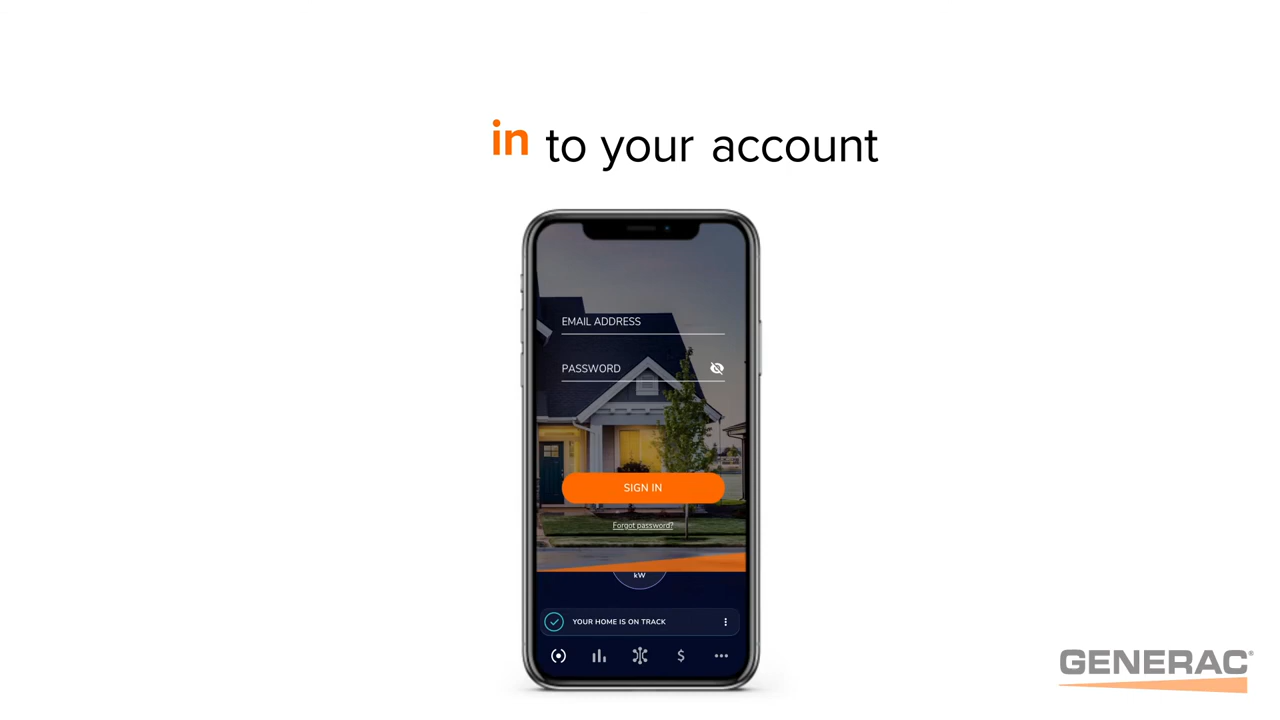 in to your account
EMAIL ADDRESS
PASSWORD
SIGN IN
Forgot password?
kW
YOUR HOME IS ON TRACK
$
GENERAC®